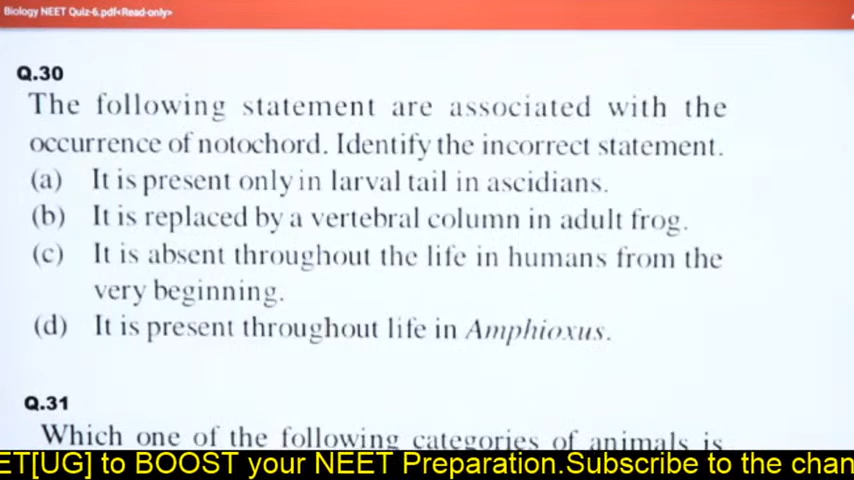 Biology NEET Quiz-6.pdf<Read-only>
Q.30
The following statement are associated with the
occurrence of notochord. Identify the incorrect statement.
(a) It is present only in larval tail in ascidians.
(b) It is replaced by a vertebral column in adult frog.
(c) It is absent throughout the life in humans from the
very beginning.
(d) It is present throughout life in Amphioxus.
Q.31
Which one of the following categories of animals is
ET[UG] to BOOST your NEET Preparation.Subscribe to the chan